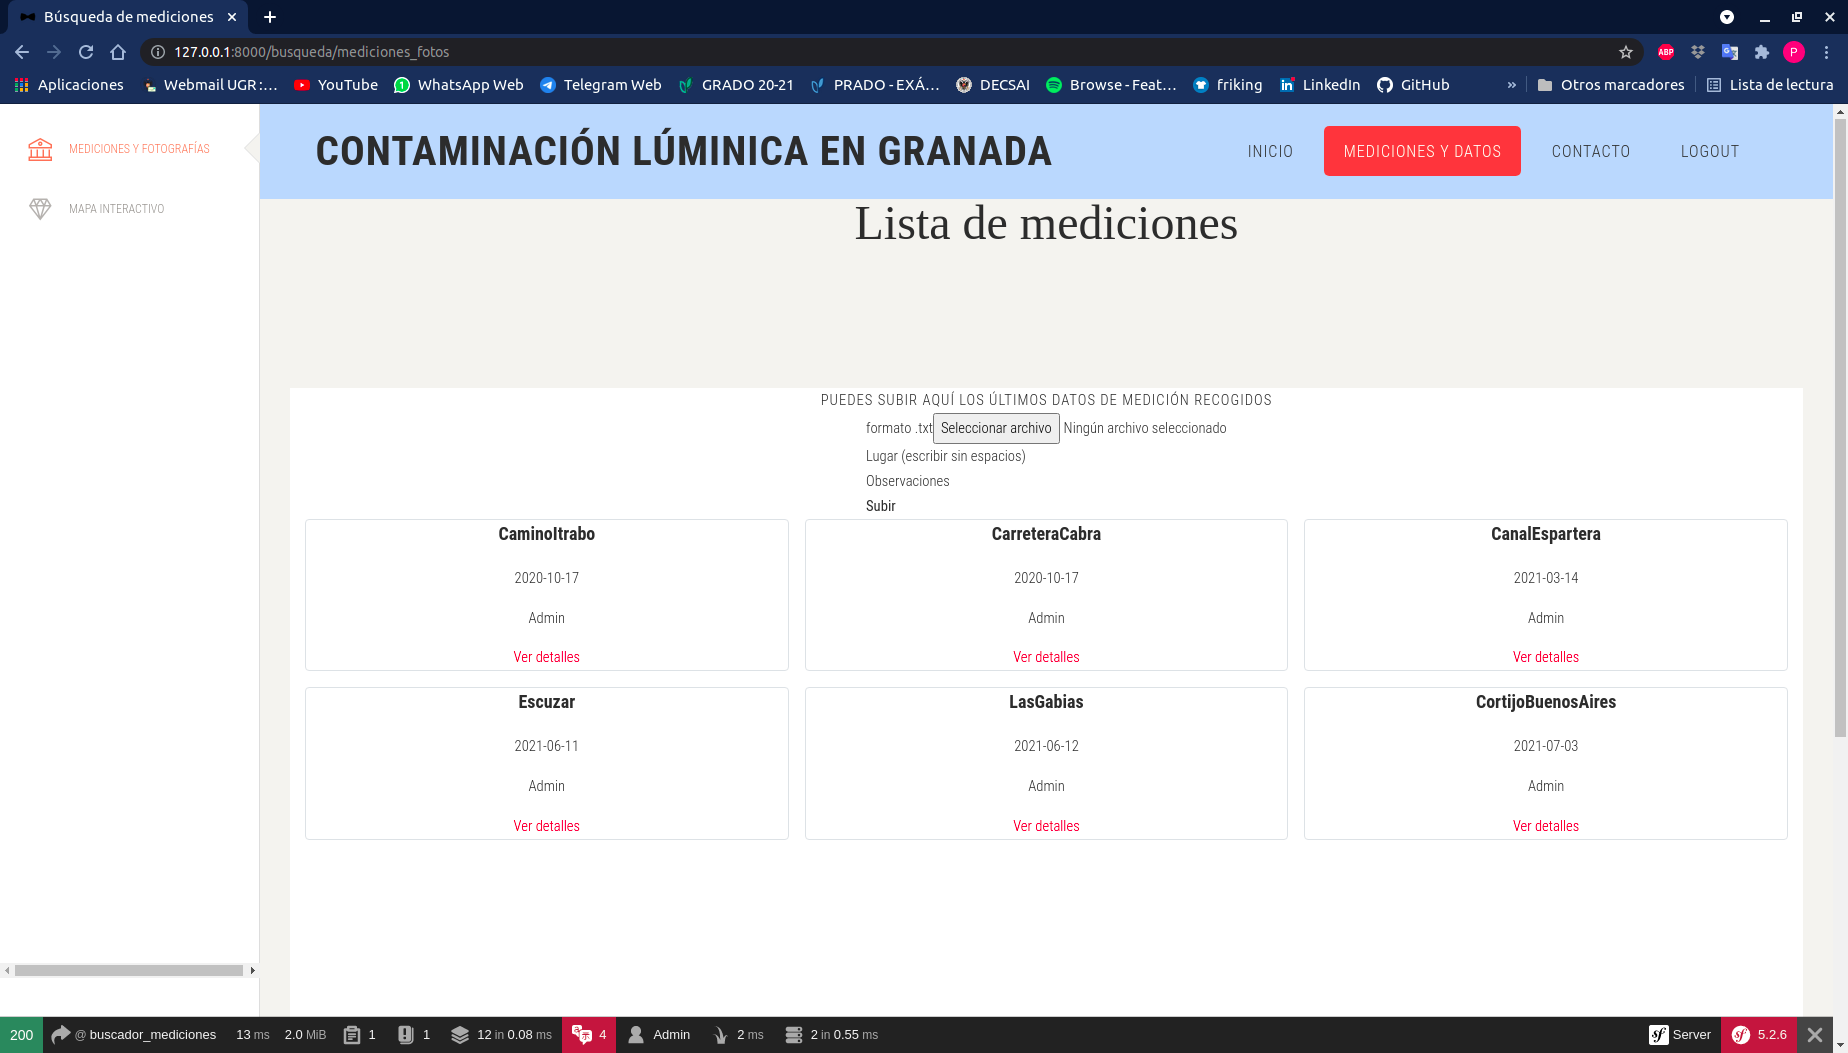 Búsqueda de mediciones
127.0.0.1:8000/busqueda/mediciones_fotos
ABP
P
Aplicaciones
Webmail UGR :…
YouTube
WhatsApp Web
Telegram Web
GRADO 20-21
PRADO - EXÁ…
DECSAI
Browse - Feat…
friking
LinkedIn
GitHub
»
Otros marcadores
Lista de lectura
MEDICIONES Y FOTOGRAFÍAS
MAPA INTERACTIVO
CONTAMINACIÓN LÚMINICA EN GRANADA
INICIO
MEDICIONES Y DATOS
CONTACTO
LOGOUT
Lista de mediciones
PUEDES SUBIR AQUÍ LOS ÚLTIMOS DATOS DE MEDICIÓN RECOGIDOS
formato .txt Seleccionar archivo Ningún archivo seleccionado
Lugar (escribir sin espacios)
Observaciones
Subir
CaminoItrabo
2020-10-17
Admin
Ver detalles
CarreteraCabra
2020-10-17
Admin
Ver detalles
CanalEspartera
2021-03-14
Admin
Ver detalles
Escuzar
2021-06-11
Admin
Ver detalles
LasGabias
2021-06-12
Admin
Ver detalles
CortijoBuenosAires
2021-07-03
Admin
Ver detalles
200
@ buscador_mediciones
13 ms
2.0 MiB
1
1
12 in 0.08 ms
4
Admin
2 ms
2 in 0.55 ms
sf Server
sf 5.2.6